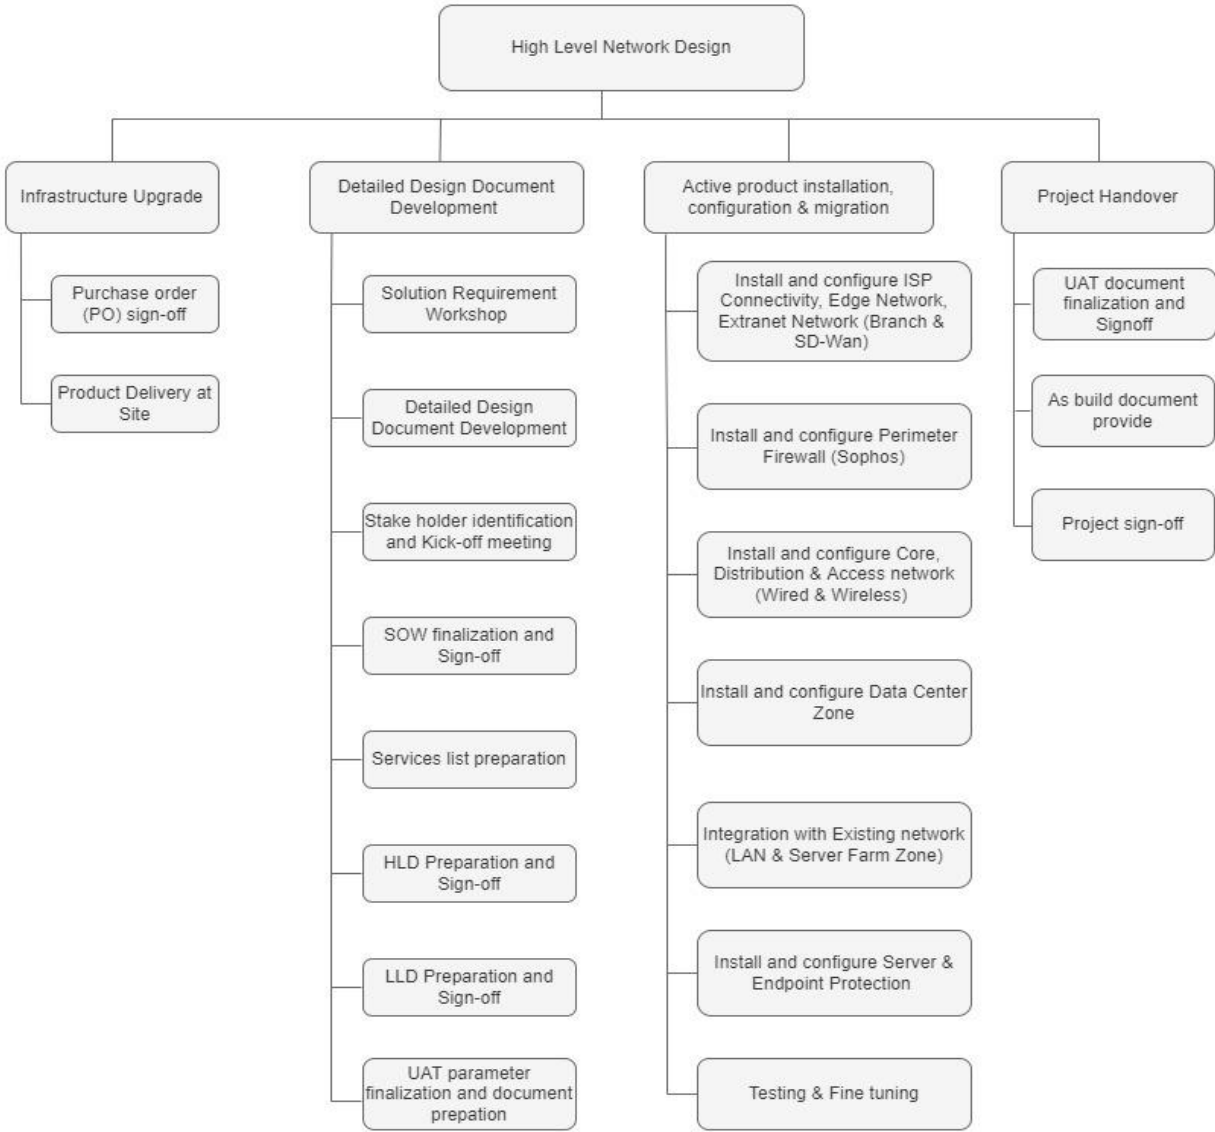 High Level Network Design
Infrastructure Upgrade
Purchase order
(PO) sign-off
Product Delivery at
Site
Detailed Design Document
Development
Solution Requirement
Workshop
Detailed Design
Document Development
Stake holder identification
and Kick-off meeting
SOW finalization and
Sign-off
Services list preparation
HLD Preparation and
Sign-off
LLD Preparation and
Sign-off
UAT parameter
finalization and document
prepation
Active product installation,
configuration & migration
Install and configure ISP
Connectivity, Edge Network,
Extranet Network (Branch &
SD-Wan)
Install and configure Perimeter
Firewall (Sophos)
Install and configure Core,
Distribution & Access network
(Wired & Wireless)
Install and configure Data Center
Zone
Integration with Existing network
(LAN & Server Farm Zone)
Install and configure Server &
Endpoint Protection
Testing & Fine tuning
Project Handover
UAT document
finalization and
Signoff
As build document
provide
Project sign-off